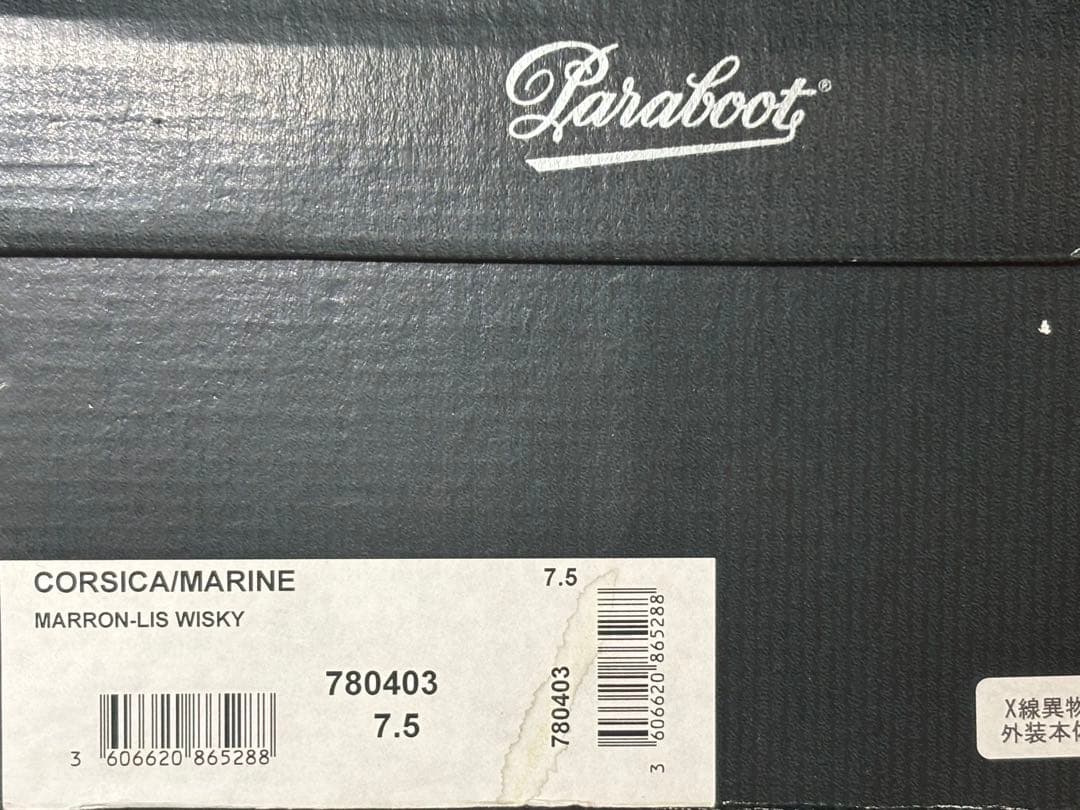 Paraboot®
CORSICA/MARINE
7.5
MARRON-LIS WISKY
780403
7.5
3 606620 865288
780403
3 606620 865288
X線異物
外装本体